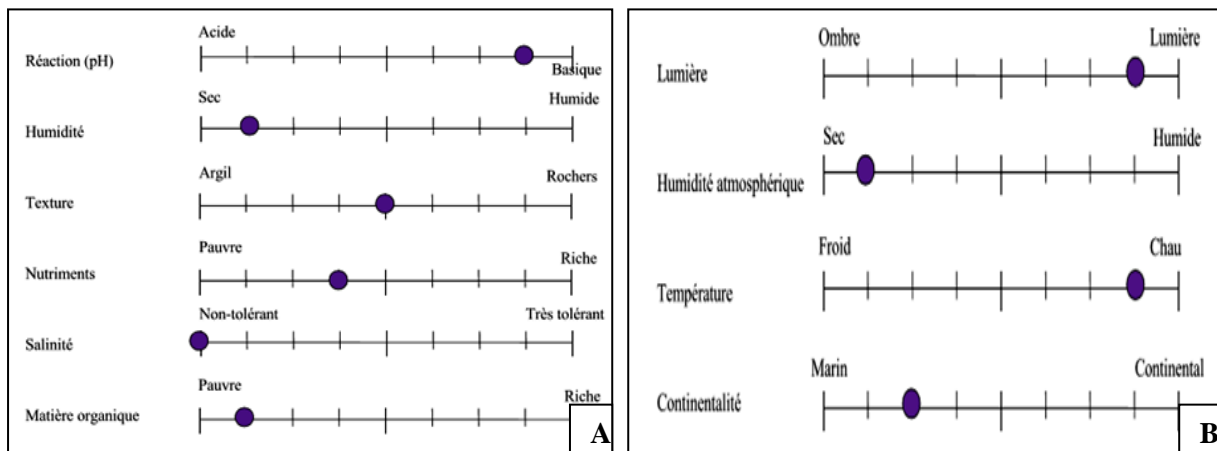 Acide
Réaction (pH)
Basique
Sec
Humide
Humidité
Argil
Rochers
Texture
Pauvre
Riche
Nutriments
Non-tolérant
Très tolérant
Salinité
Pauvre
Riche
Matière organique
A
Ombre
Lumière
Lumière
Sec
Humide
Humidité atmosphérique
Froid
Chau
Température
Marin
Continental
Continentalité
B